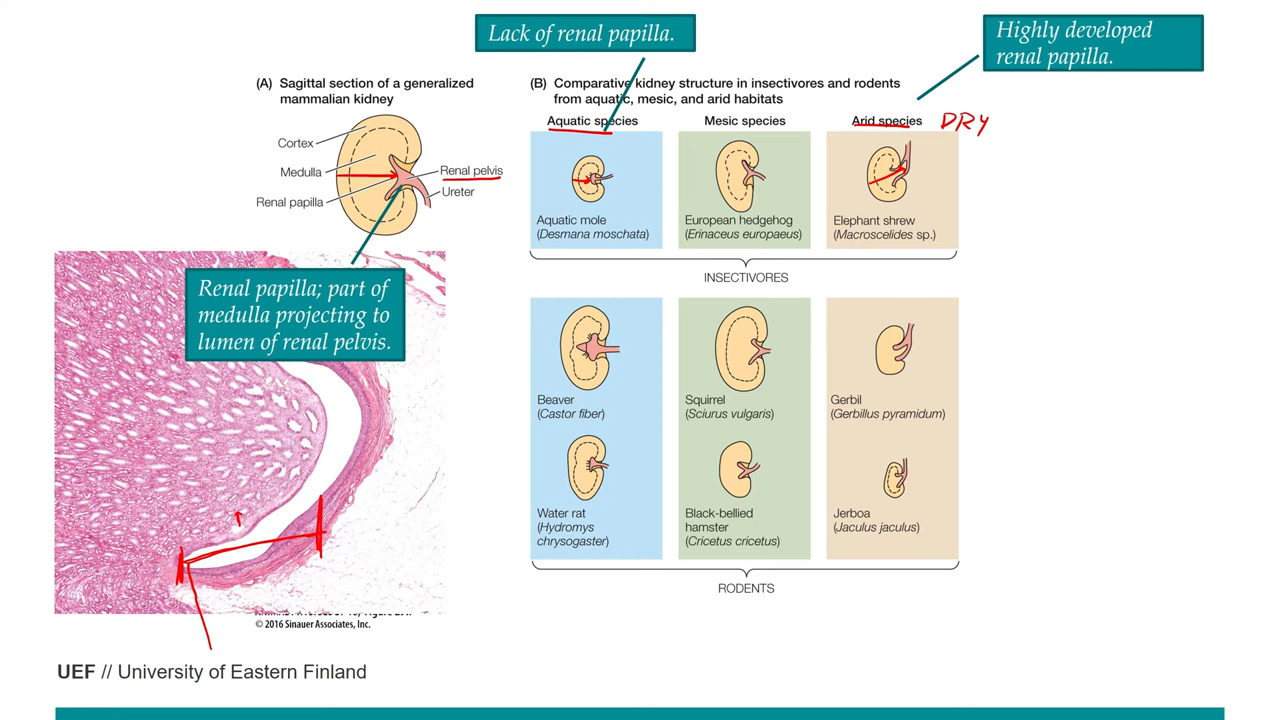 Lack of renal papilla.
Highly developed
renal papilla.
(A) Sagittal section of a generalized
mammalian kidney
Cortex
Medulla
Renal papilla
Renal pelvis
Ureter
Renal papilla; part of
medulla projecting to
lumen of renal pelvis.
(B) Comparative kidney structure in insectivores and rodents
from aquatic, mesic, and arid habitats
Aquatic species
Mesic species
Arid species
DRY
Aquatic mole
(Desmana moschata)
European hedgehog
(Erinaceus europaeus)
Elephant shrew
(Macroscelides sp.)
INSECTIVORES
Beaver
(Castor fiber)
Squirrel
(Sciurus vulgaris)
Gerbil
(Gerbillus pyramidum)
Water rat
(Hydromys
chrysogaster)
Black-bellied
hamster
(Cricetus cricetus)
Jerboa
(Jaculus jaculus)
RODENTS
© 2016 Sinauer Associates, Inc.
UEF // University of Eastern Finland